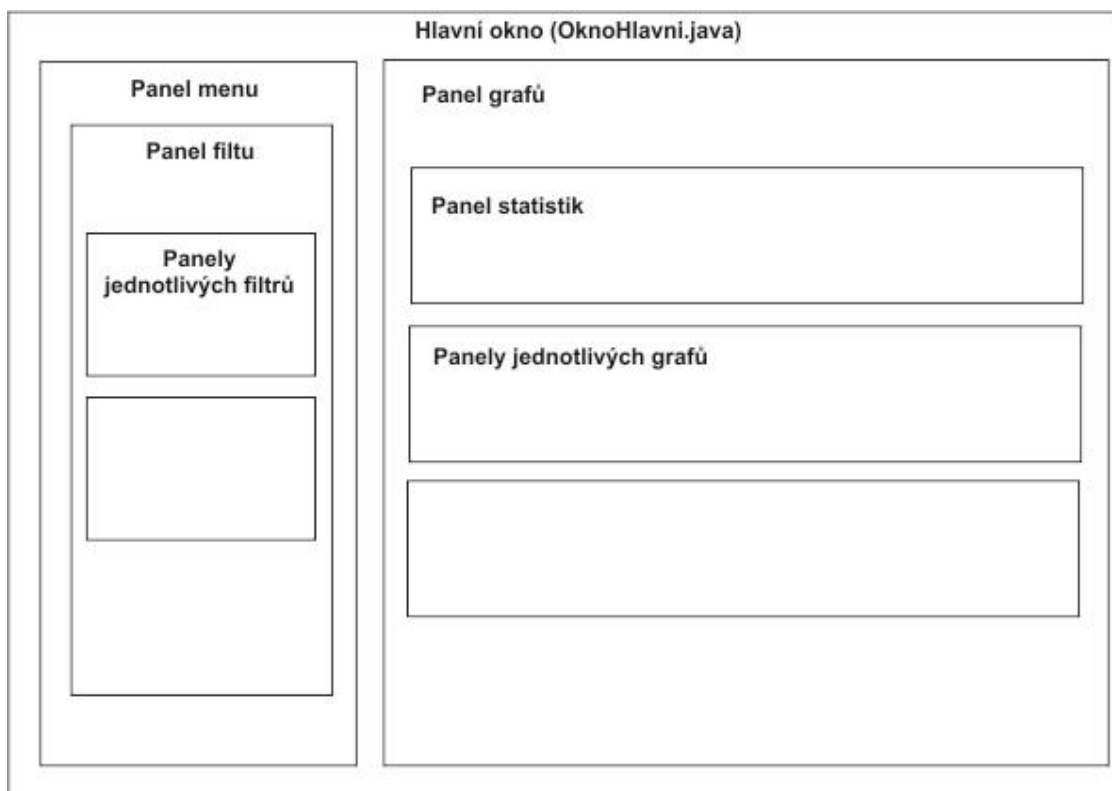 Hlavní okno (OknoHlavni.java)
Panel menu
Panel filtu
Panely
jednotlivých filtrů
Panel grafů
Panel statistik
Panely jednotlivých grafů